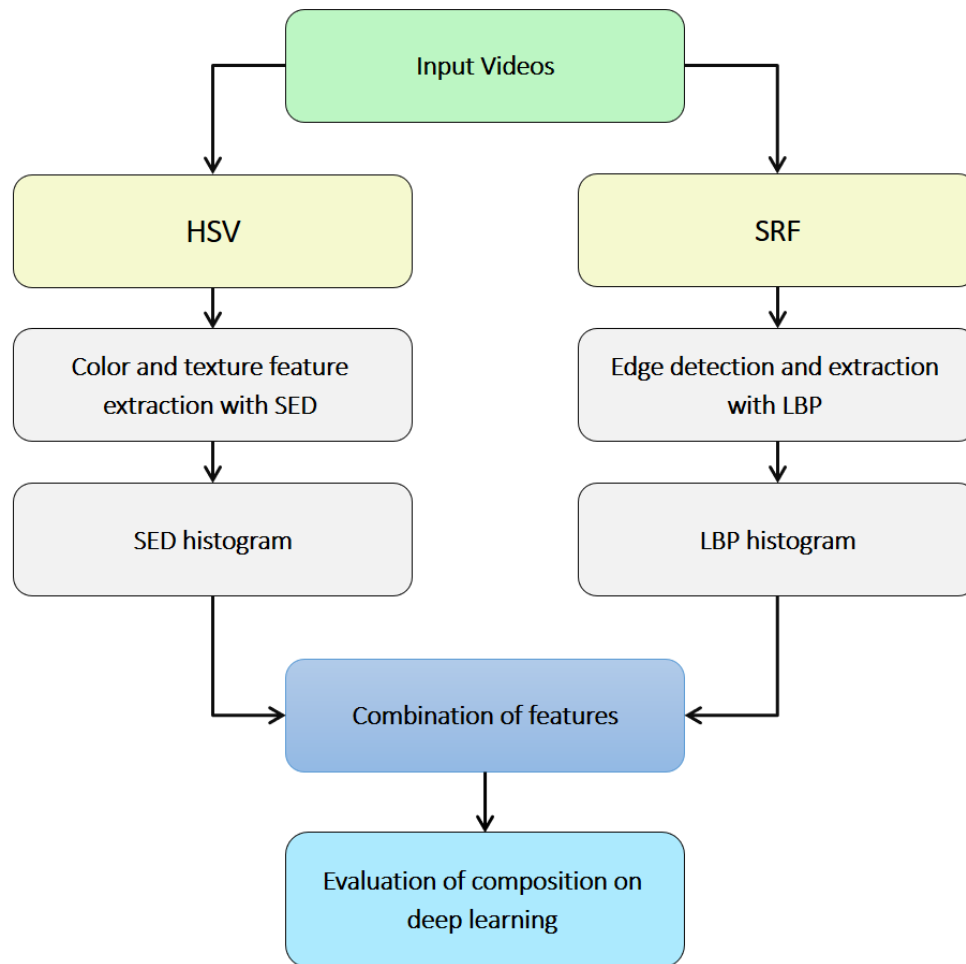 Input Videos
HSV
SRF
Color and texture feature
extraction with SED
Edge detection and extraction
with LBP
SED histogram
LBP histogram
Combination of features
Evaluation of composition on
deep learning